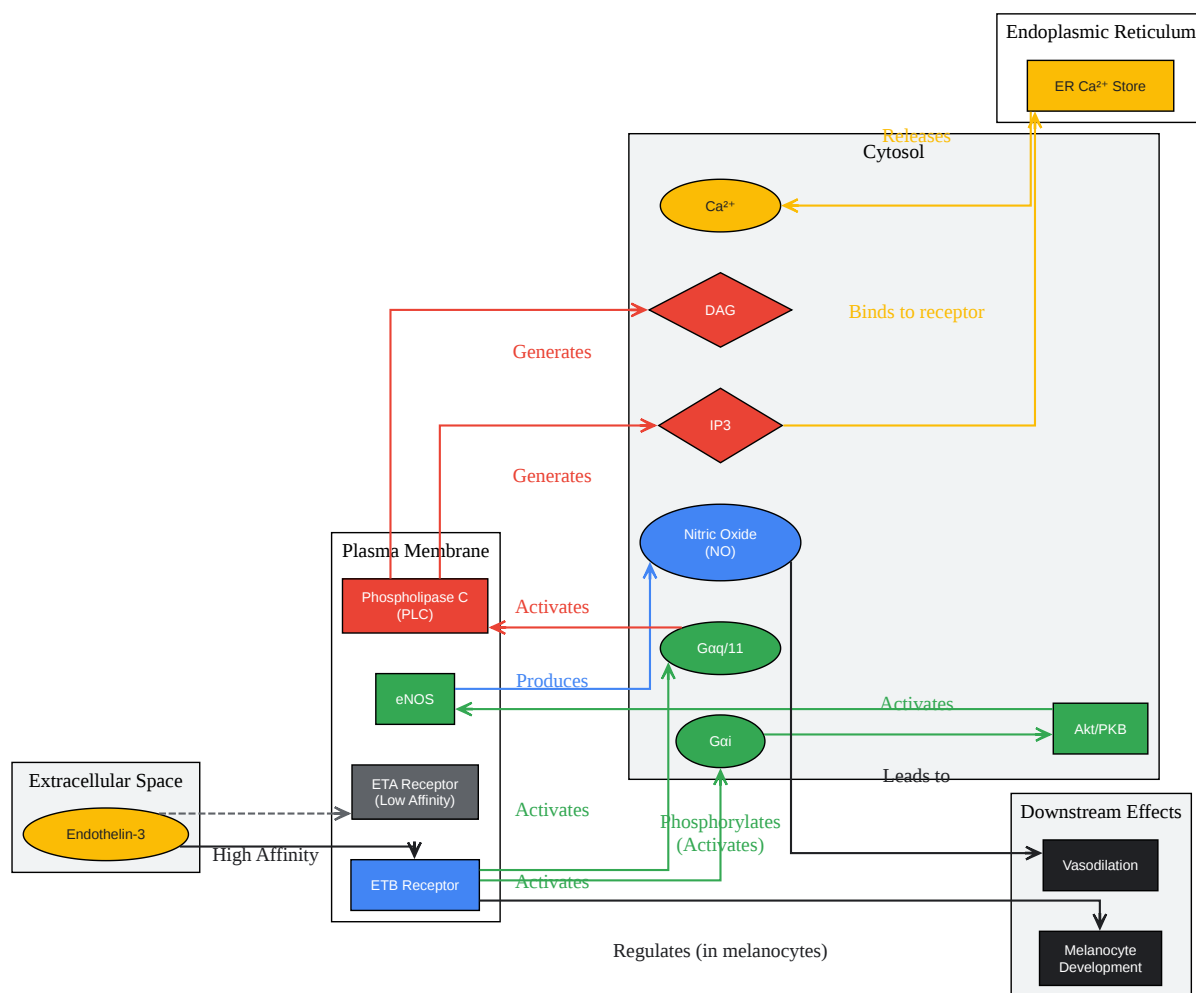 Endoplasmic Reticulum
ER Ca²⁺ Store
Releases
Cytosol
Ca²⁺
DAG
Binds to receptor
Generates
IP3
Generates
Nitric Oxide
(NO)
Plasma Membrane
Phospholipase C
(PLC)
Activates
Gαq/11
Produces
eNOS
Activates
Akt/PKB
Gαi
Leads to
Extracellular Space
ETA Receptor
(Low Affinity)
Endothelin-3
High Affinity
Activates
Phosphorylates
(Activates)
Downstream Effects
Vasodilation
ETB Receptor
Activates
Regulates (in melanocytes)
Melanocyte
Development